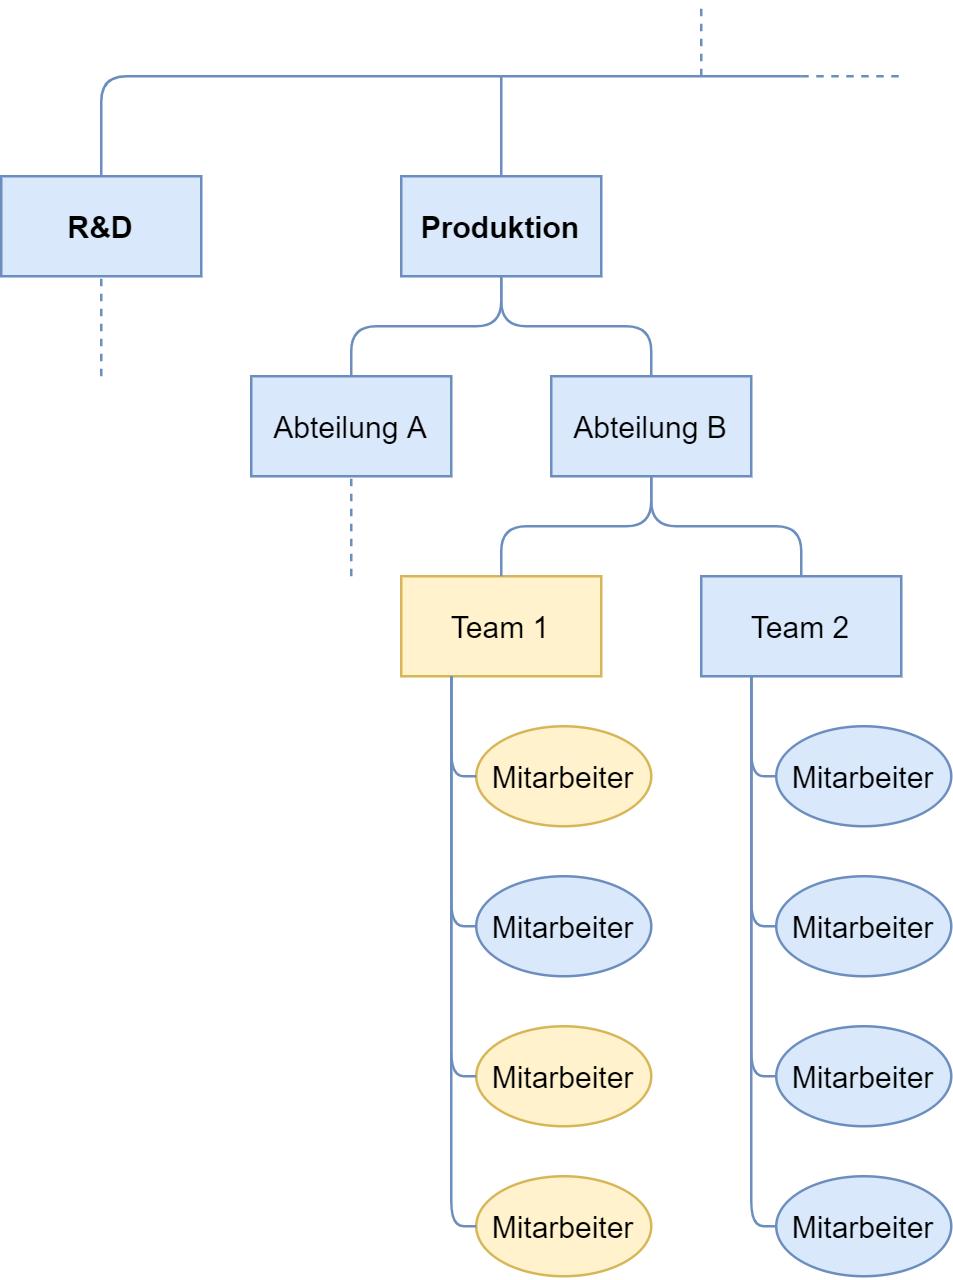 R&D
Produktion
Abteilung A
Abteilung B
Team 1
Team 2
Mitarbeiter
Mitarbeiter
Mitarbeiter
Mitarbeiter
Mitarbeiter
Mitarbeiter
Mitarbeiter
Mitarbeiter